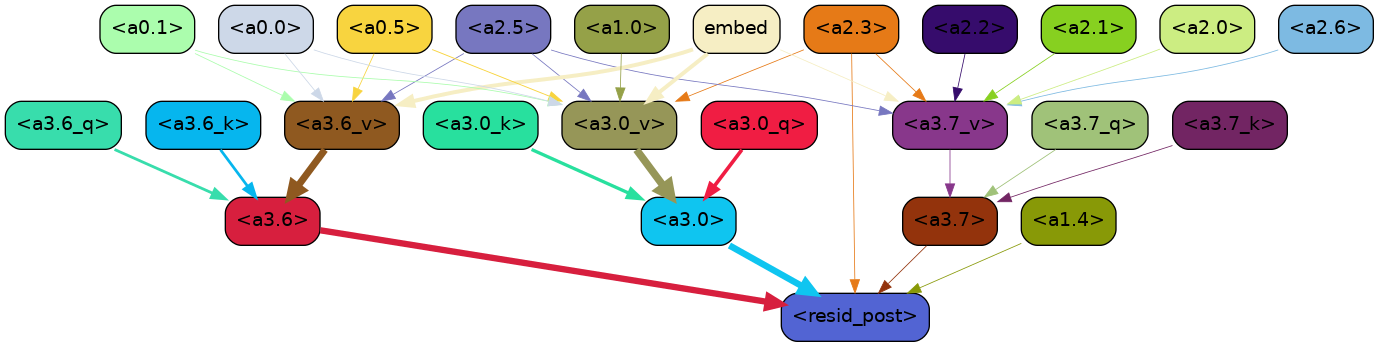 <a0.1> <a0.0> <a0.5> <a2.5> <a1.0> embed <a2.3> <a2.2> <a2.1> <a2.0> <a2.6>
<a3.6_q> <a3.6_k> <a3.6_v> <a3.0_k> <a3.0_v> <a3.0_q> <a3.7_v> <a3.7_q> <a3.7_k>
<a3.6> <a3.0> <a3.7> <a1.4>
<resid_post>